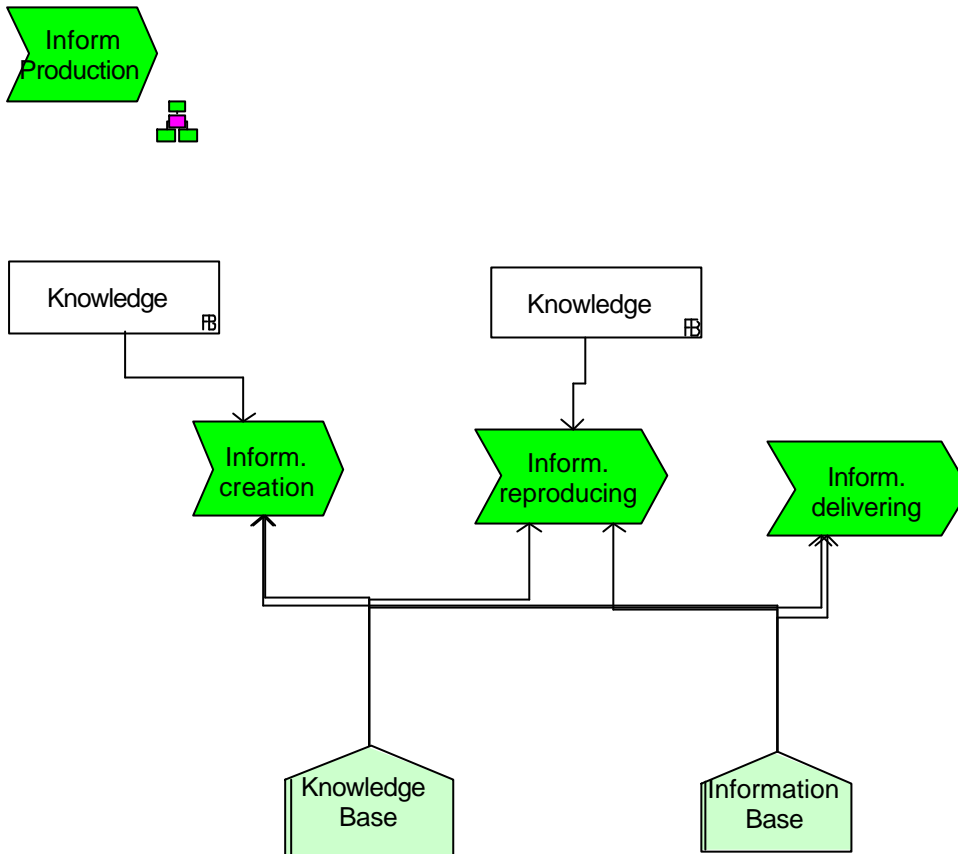 Inform
Production
Knowledge
Knowledge
Inform.
creation
Inform.
reproducing
Inform.
delivering
Knowledge
Base
Information
Base